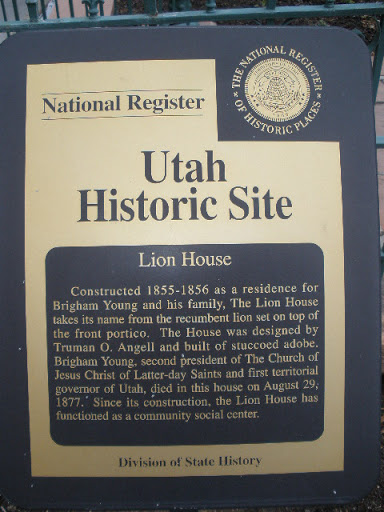 National Register
THE NATIONAL REGISTER
OF HISTORIC PLACES
Utah
Historic Site
Lion House
Constructed 1855-1856 as a residence for
Brigham Young and his family, The Lion House
takes its name from the recumbent lion set on top of
the front portico. The House was designed by
Truman O. Angell and built of stuccoed adobe.
Brigham Young, second president of The Church of
Jesus Christ of Latter-day Saints and first territorial
governor of Utah, died in this house on August 29,
1877. Since its construction, the Lion House has
functioned as a community social center.
Division of State History